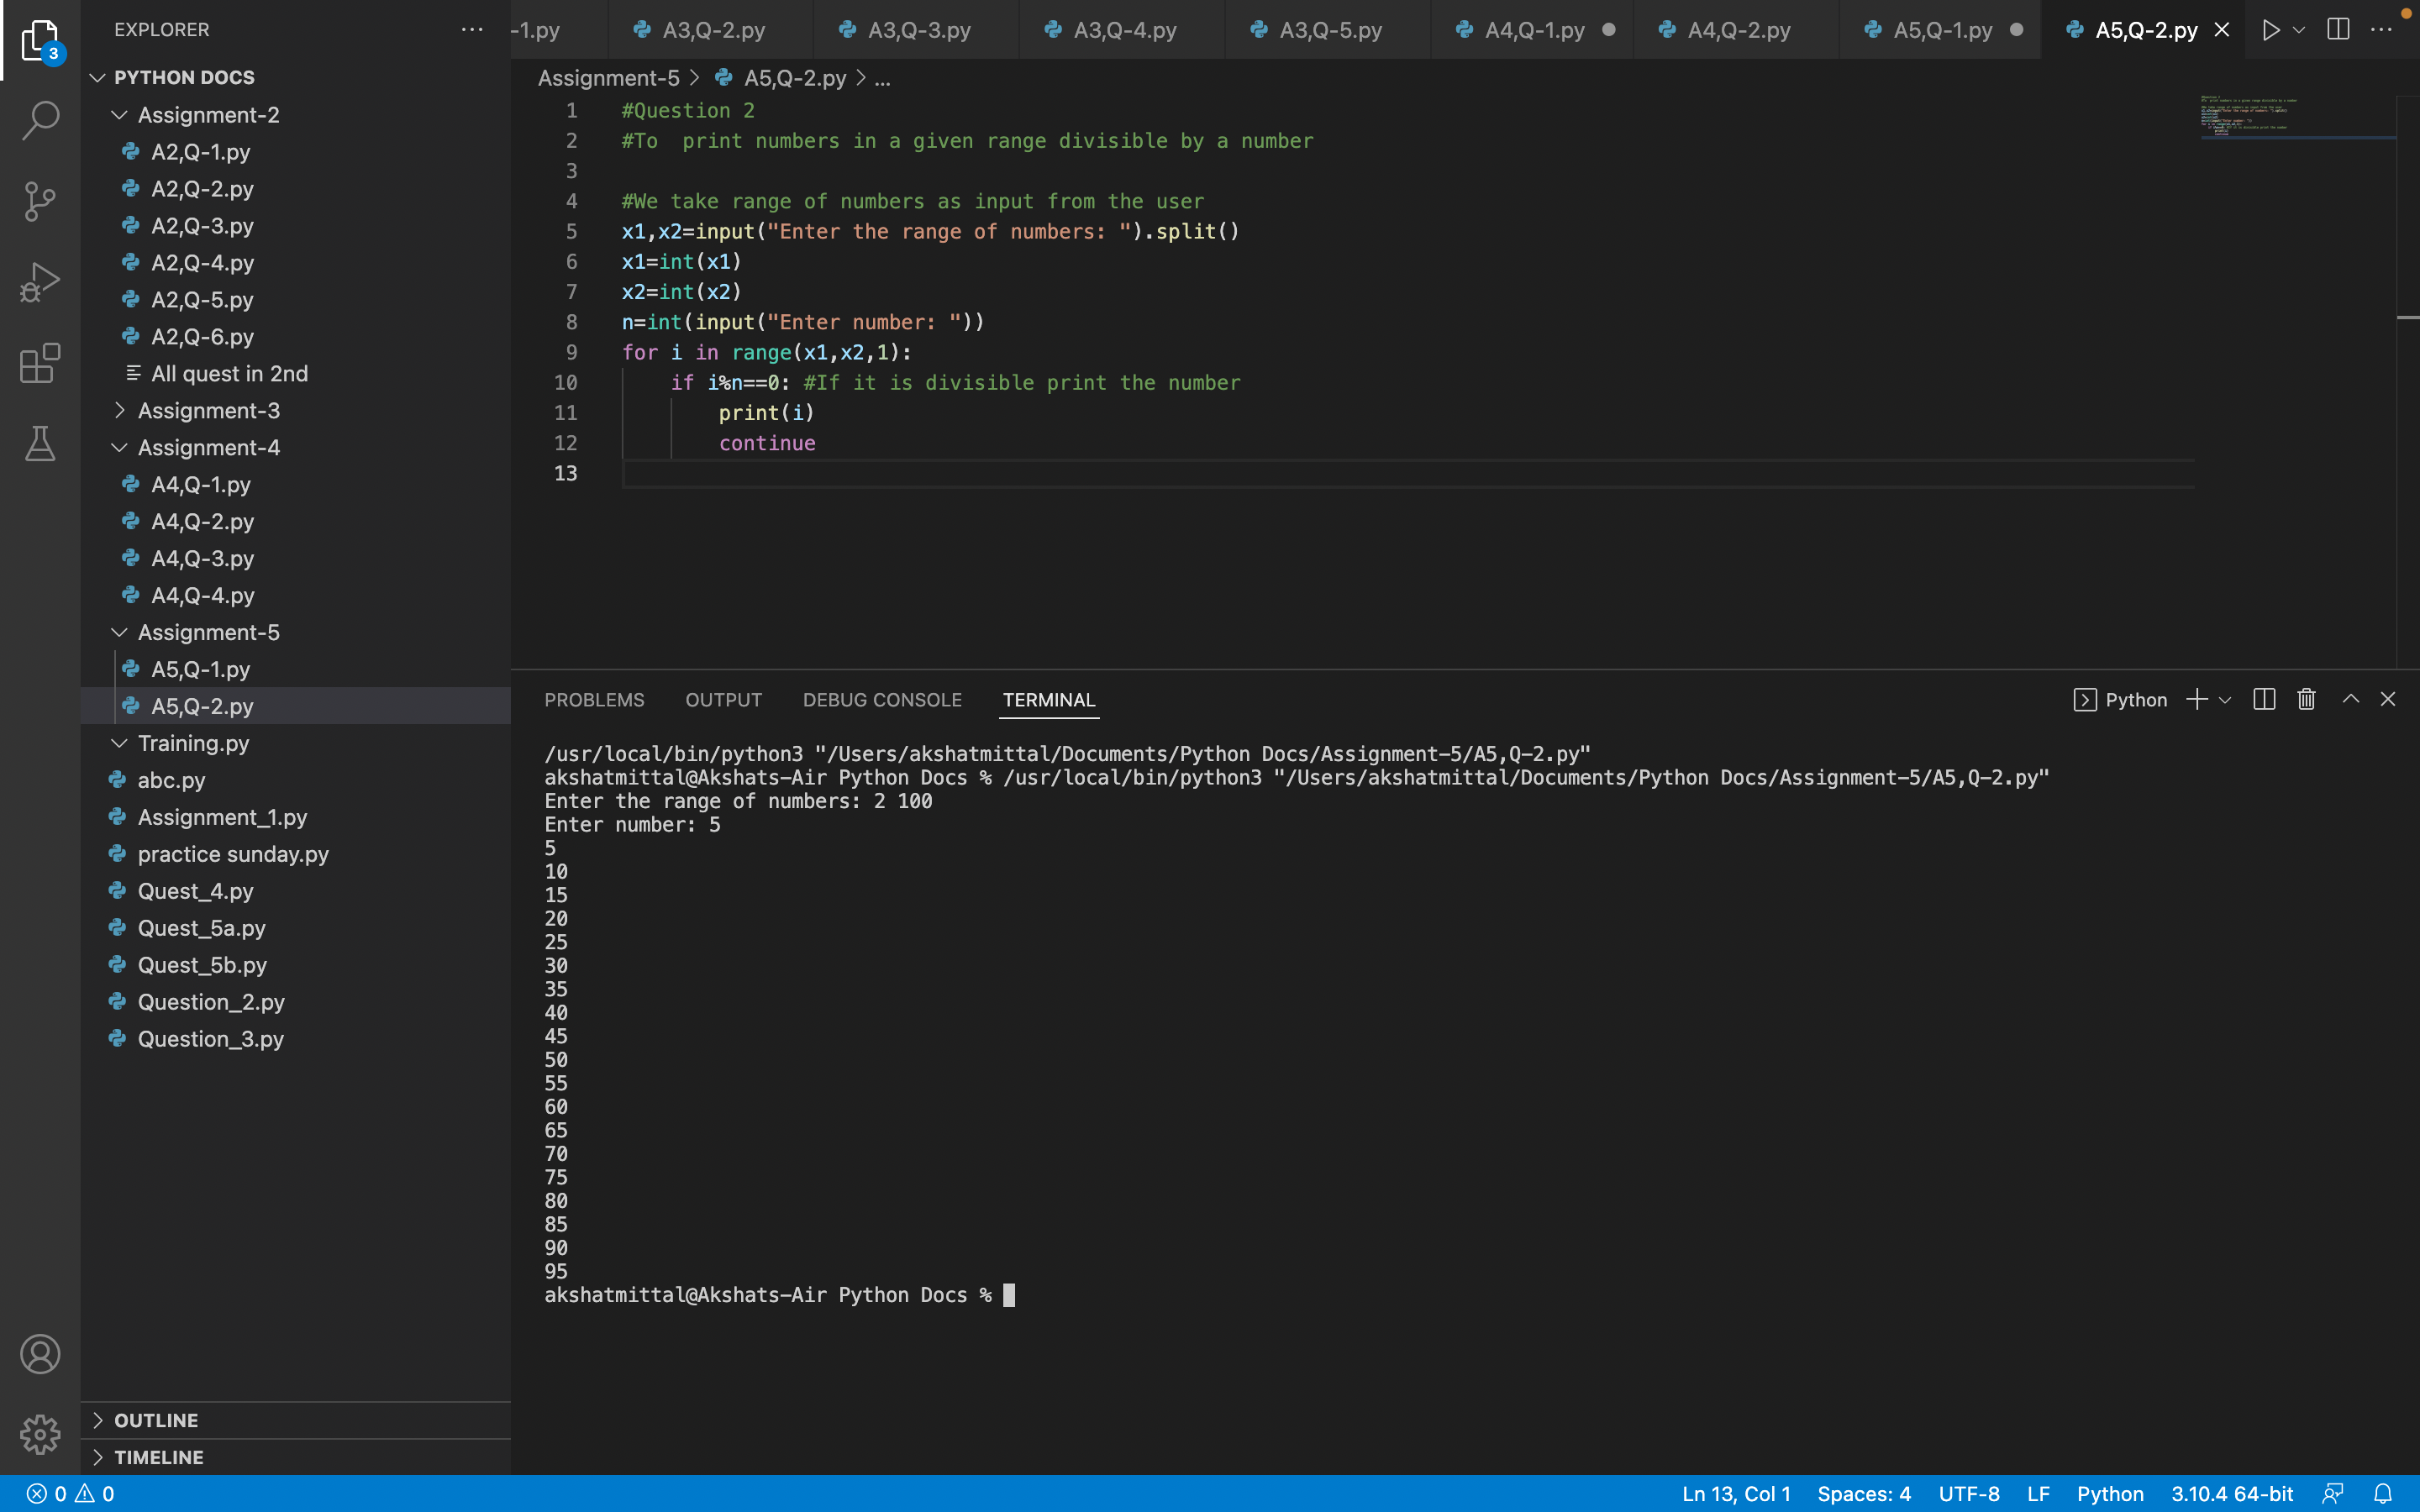 3
EXPLORER
PYTHON DOCS
Assignment-2
A2,Q-1.py
A2,Q-2.py
A2,Q-3.py
A2,Q-4.py
A2,Q-5.py
A2,Q-6.py
All quest in 2nd
Assignment-3
Assignment-4
A4,Q-1.py
A4,Q-2.py
A4,Q-3.py
A4,Q-4.py
Assignment-5
A5,Q-1.py
A5,Q-2.py
Training.py
abc.py
Assignment_1.py
practice sunday.py
Quest_4.py
Quest_5a.py
Quest_5b.py
Question_2.py
Question_3.py
OUTLINE
TIMELINE
-1.py A3,Q-2.py A3,Q-3.py A3,Q-4.py A3,Q-5.py A4,Q-1.py A4,Q-2.py A5,Q-1.py A5,Q-2.py
Assignment-5 > A5,Q-2.py > ...
1 #Question 2
2 #To  print numbers in a given range divisible by a number
3
4 #We take range of numbers as input from the user
5 x1,x2=input("Enter the range of numbers: ").split()
6 x1=int(x1)
7 x2=int(x2)
8 n=int(input("Enter number: "))
9 for i in range(x1,x2,1):
10     if i%n==0: #If it is divisible print the number
11         print(i)
12         continue
13
PROBLEMS OUTPUT DEBUG CONSOLE TERMINAL Python
/usr/local/bin/python3 "/Users/akshatmittal/Documents/Python Docs/Assignment-5/A5,Q-2.py"
akshatmittal@Akshats-Air Python Docs % /usr/local/bin/python3 "/Users/akshatmittal/Documents/Python Docs/Assignment-5/A5,Q-2.py"
Enter the range of numbers: 2 100
Enter number: 5
5
10
15
20
25
30
35
40
45
50
55
60
65
70
75
80
85
90
95
akshatmittal@Akshats-Air Python Docs %
0 0 Ln 13, Col 1 Spaces: 4 UTF-8 LF Python 3.10.4 64-bit